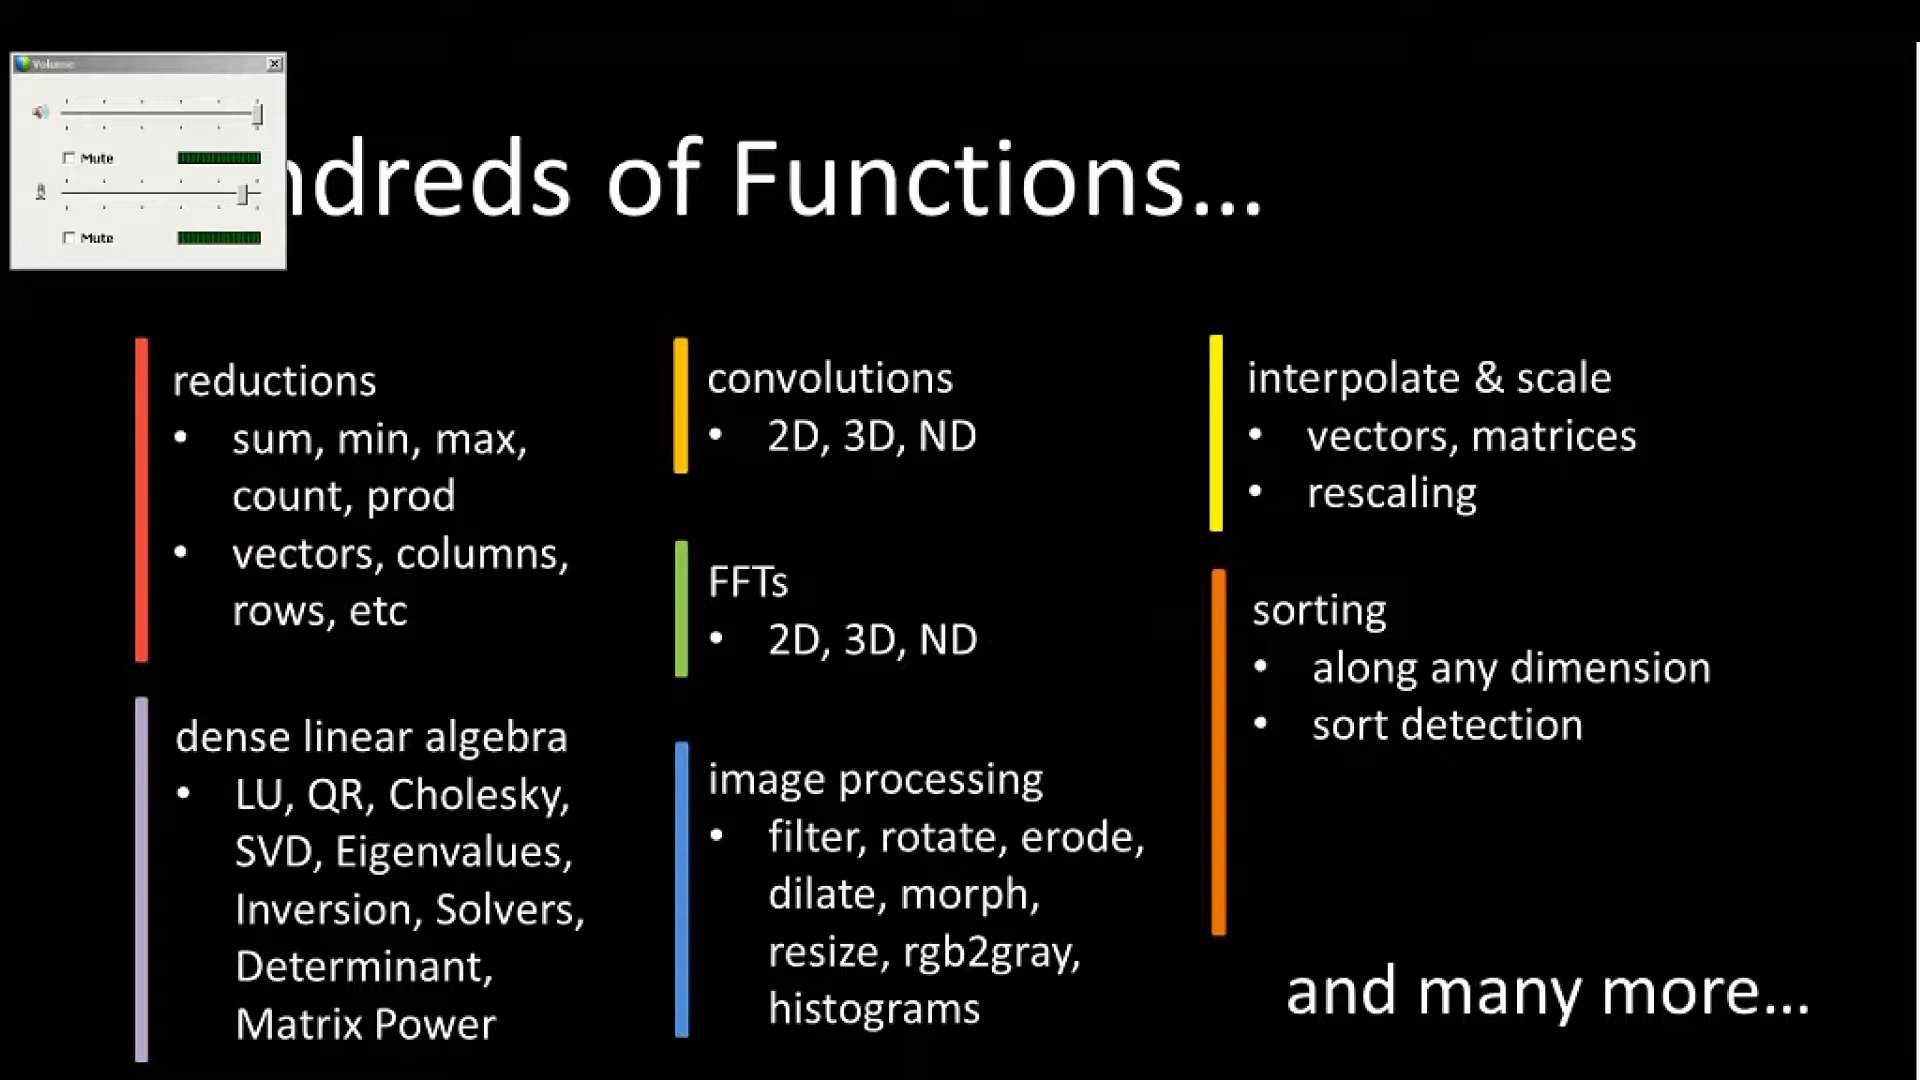 Volume
Mute
Mute
ndreds of Functions...
reductions
• sum, min, max,
count, prod
• vectors, columns,
rows, etc
dense linear algebra
• LU, QR, Cholesky,
SVD, Eigenvalues,
Inversion, Solvers,
Determinant,
Matrix Power
convolutions
• 2D, 3D, ND
FFTs
• 2D, 3D, ND
image processing
• filter, rotate, erode,
dilate, morph,
resize, rgb2gray,
histograms
interpolate & scale
• vectors, matrices
• rescaling
sorting
• along any dimension
• sort detection
and many more...